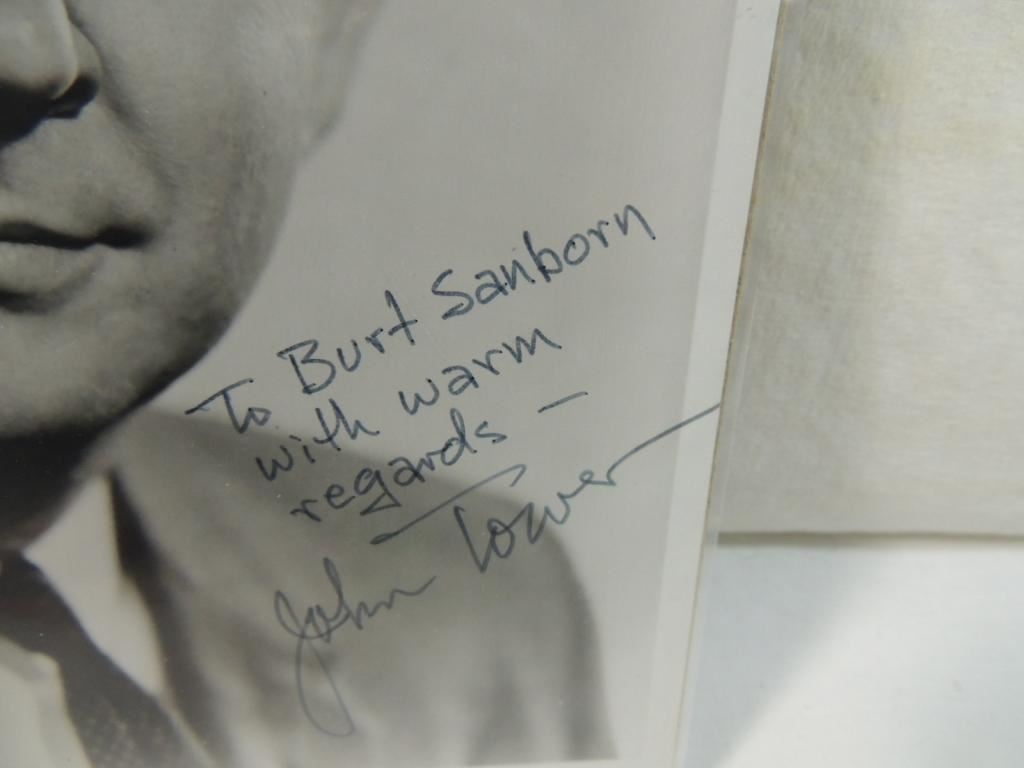 To Burt Sanborn
with warm
regards —
John Tower